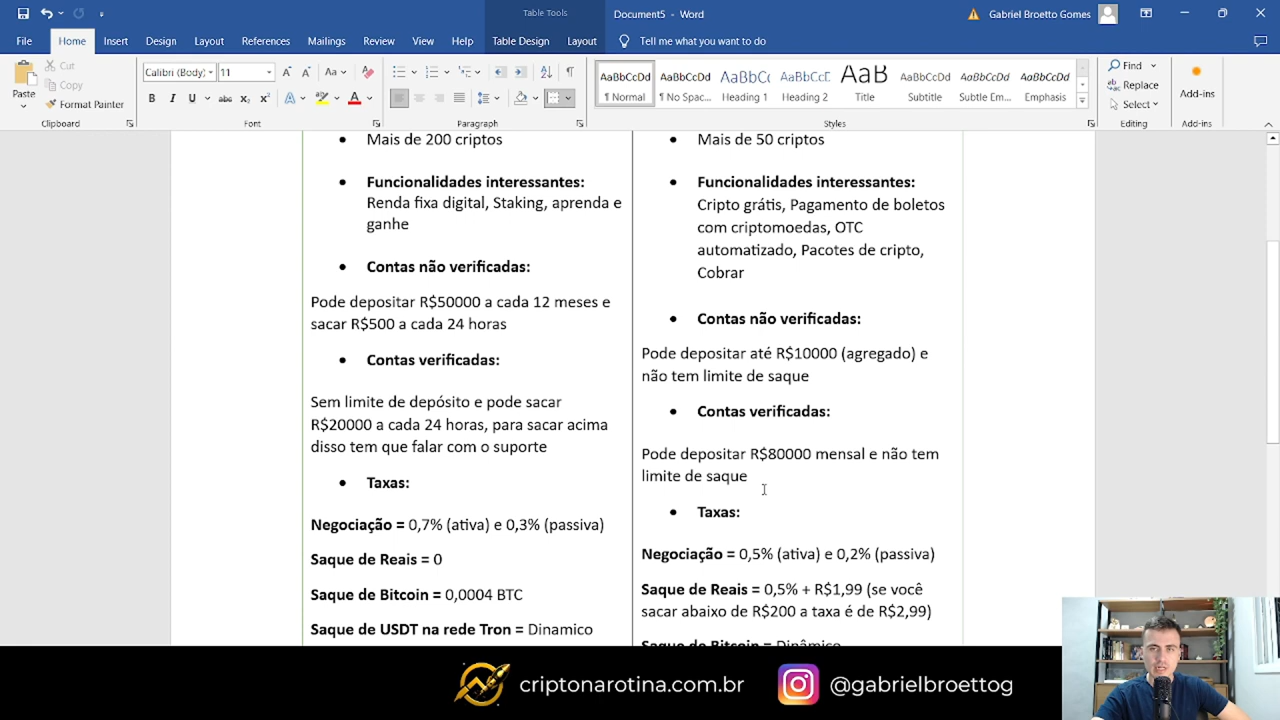 Table Tools
Document5 - Word
Gabriel Broetto Gomes
File Home Insert Design Layout References Mailings Review View Help Table Design Layout Tell me what you want to do
Paste
Cut
Copy
Format Painter
Clipboard
Calibri (Body) 11
Font
Paragraph
AaBbCcDd AaBbCcDd AaBbCc AaBbCcDd AaB AaBbCcDd AaBbCcDd AaBbCcDd
¶ Normal ¶ No Spac... Heading 1 Heading 2 Title Subtitle Subtle Em... Emphasis
Styles
Find
Replace
Select
Editing
Add-ins
Add-ins
Mais de 200 criptos
Funcionalidades interessantes:
Renda fixa digital, Staking, aprenda e
ganhe
Contas não verificadas:
Pode depositar R$50000 a cada 12 meses e
sacar R$500 a cada 24 horas
Contas verificadas:
Sem limite de depósito e pode sacar
R$20000 a cada 24 horas, para sacar acima
disso tem que falar com o suporte
Taxas:
Negociação = 0,7% (ativa) e 0,3% (passiva)
Saque de Reais = 0
Saque de Bitcoin = 0,0004 BTC
Saque de USDT na rede Tron = Dinamico
Mais de 50 criptos
Funcionalidades interessantes:
Cripto grátis, Pagamento de boletos
com criptomoedas, OTC
automatizado, Pacotes de cripto,
Cobrar
Contas não verificadas:
Pode depositar até R$10000 (agregado) e
não tem limite de saque
Contas verificadas:
Pode depositar R$80000 mensal e não tem
limite de saque
Taxas:
Negociação = 0,5% (ativa) e 0,2% (passiva)
Saque de Reais = 0,5% + R$1,99 (se você
sacar abaixo de R$200 a taxa é de R$2,99)
Saque de Bitcoin = Dinâmico
criptonarotina.com.br
@gabrielbroettog